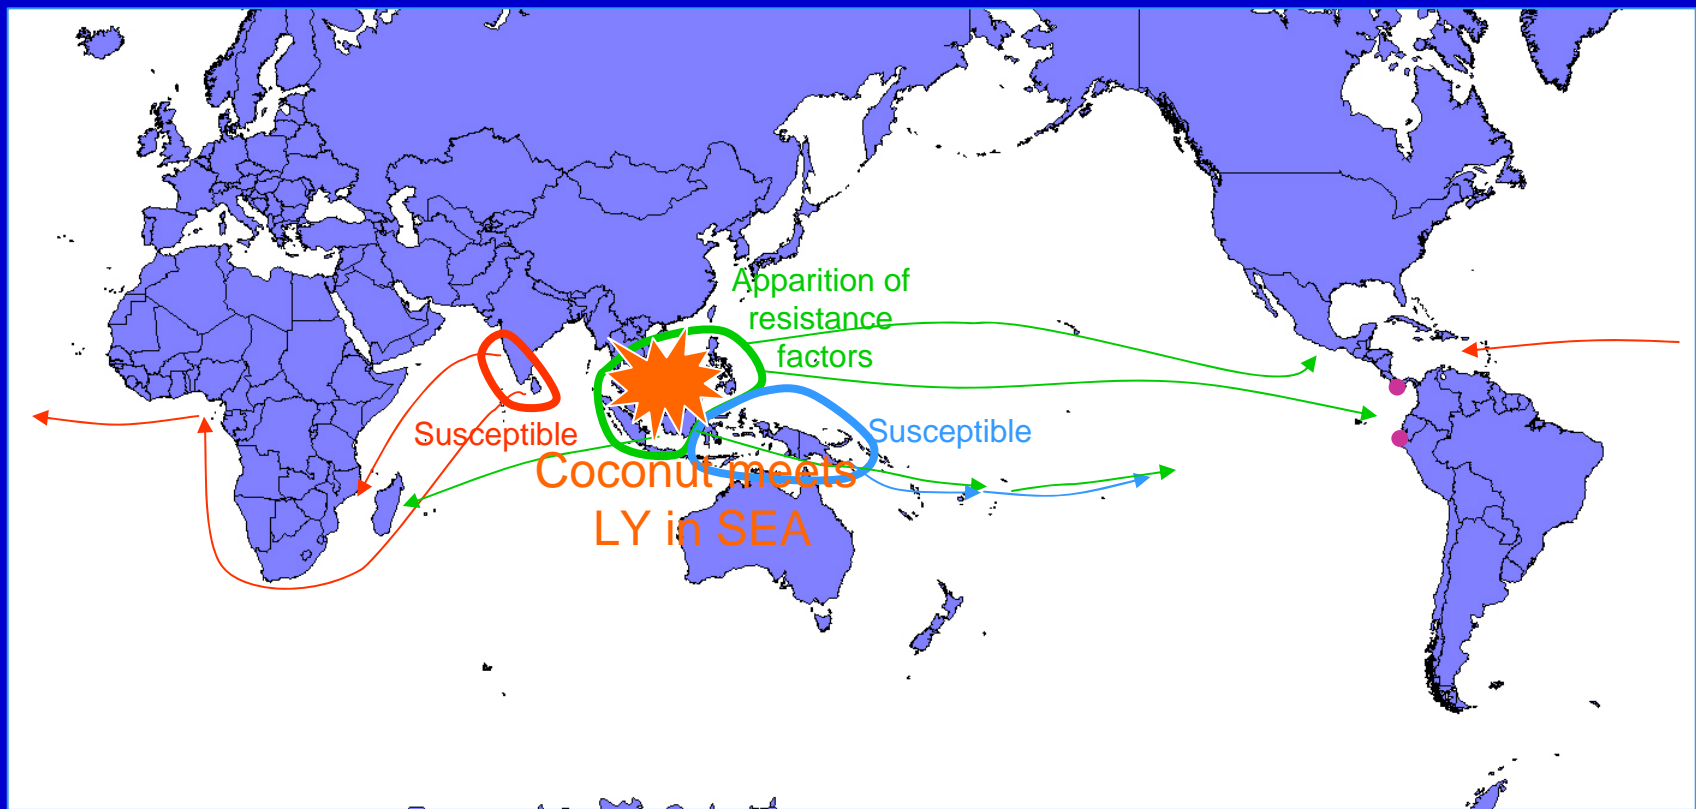 Apparition of
resistance
factors
Susceptible
Susceptible
Coconut meets
LY in SEA